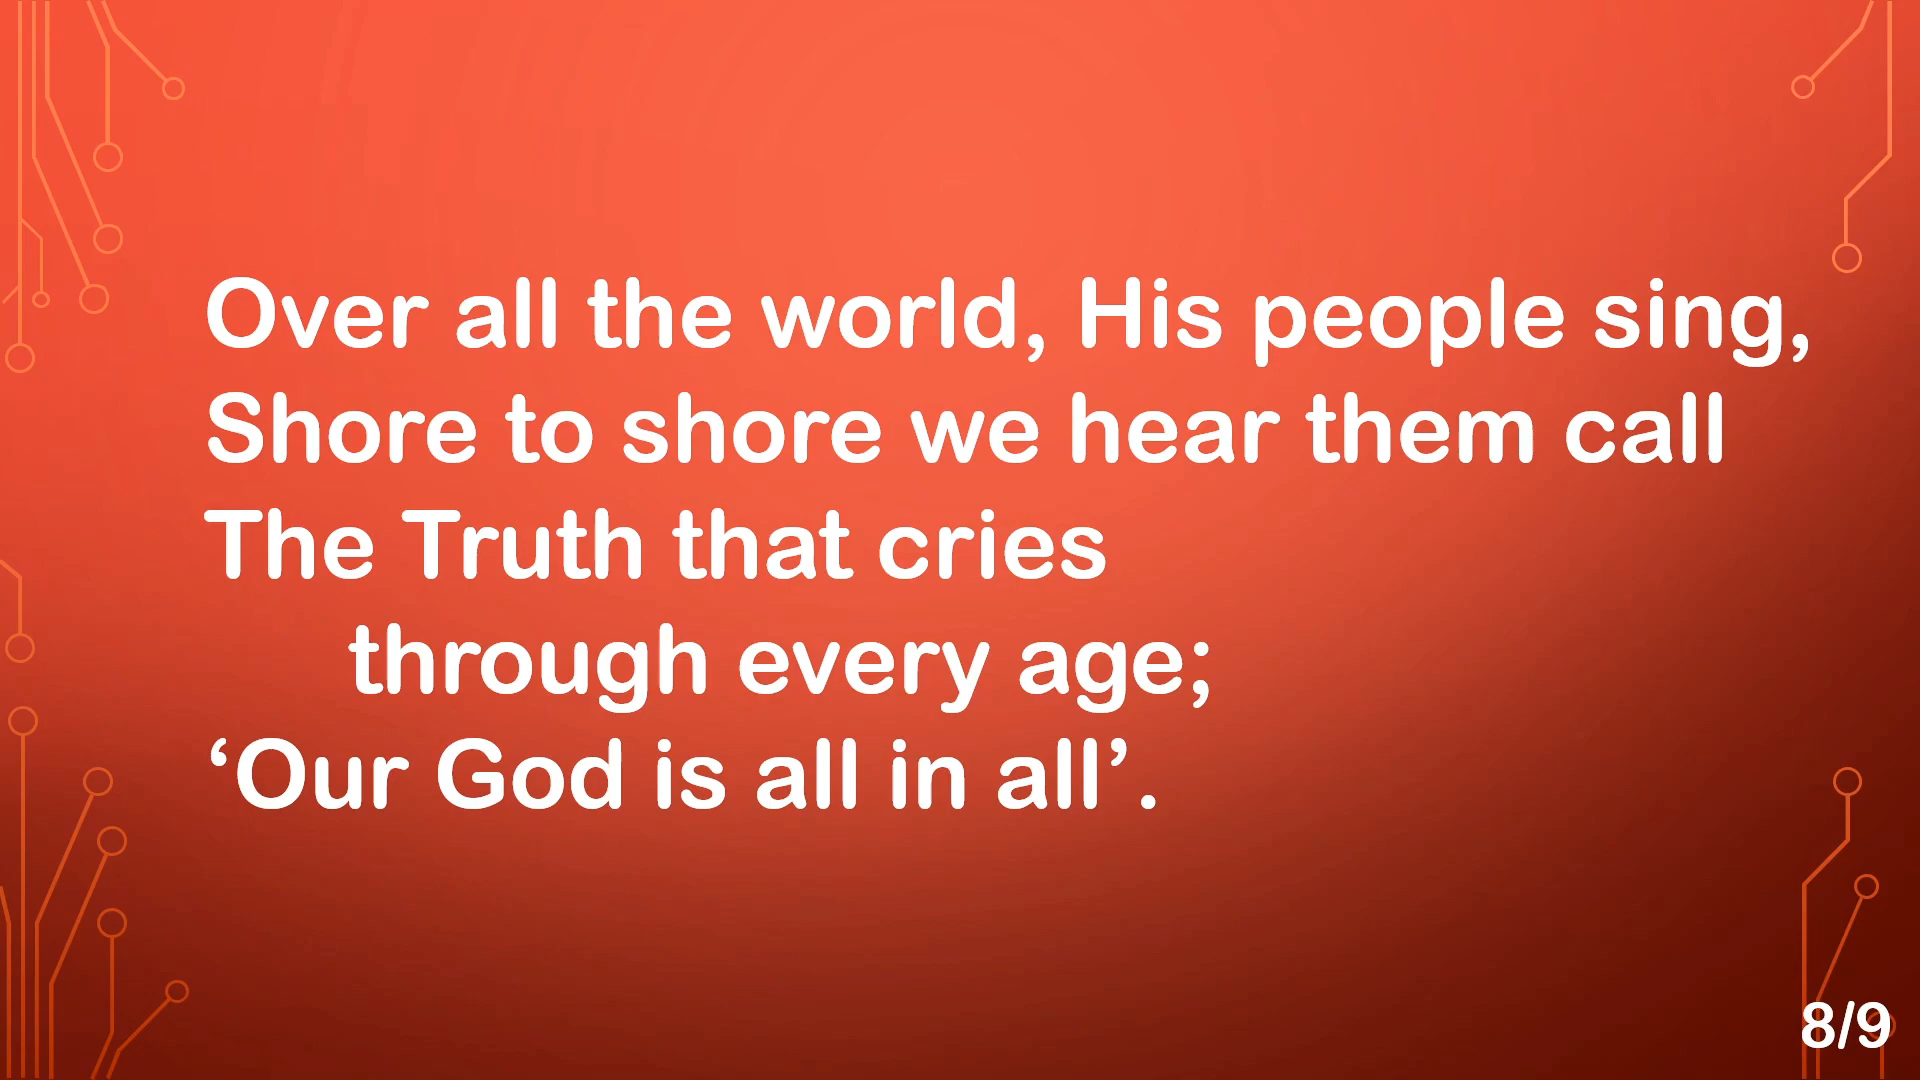 Over all the world, His people sing,
Shore to shore we hear them call
The Truth that cries
through every age;
‘Our God is all in all’.
8/9